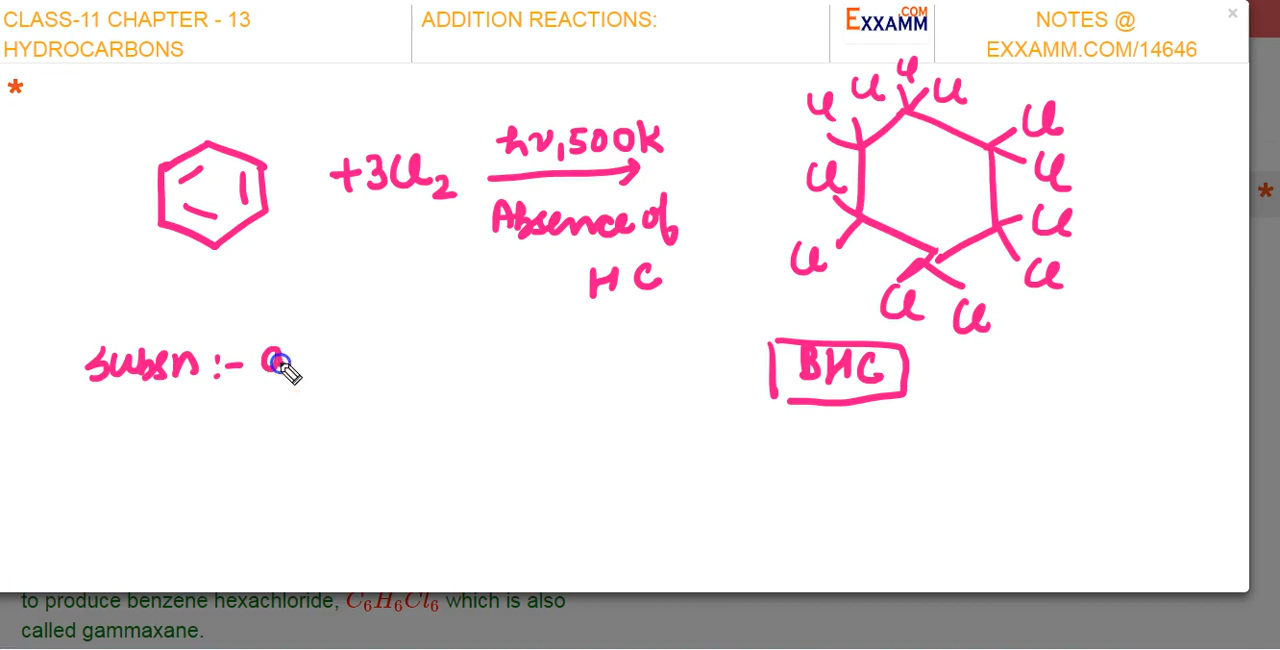 CLASS-11 CHAPTER - 13
HYDROCARBONS
ADDITION REACTIONS:
EXXAMM.COM
NOTES @
EXXAMM.COM/14646
×
*
Cl Cl Cl Cl
Cl
hν, 500K
+3Cl2
Cl
Cl
Absence of
Cl
HC
Cl
Cl
Cl Cl
*
Subsn :-
BHC
to produce benzene hexachloride, C6H6Cl6 which is also
called gammaxane.